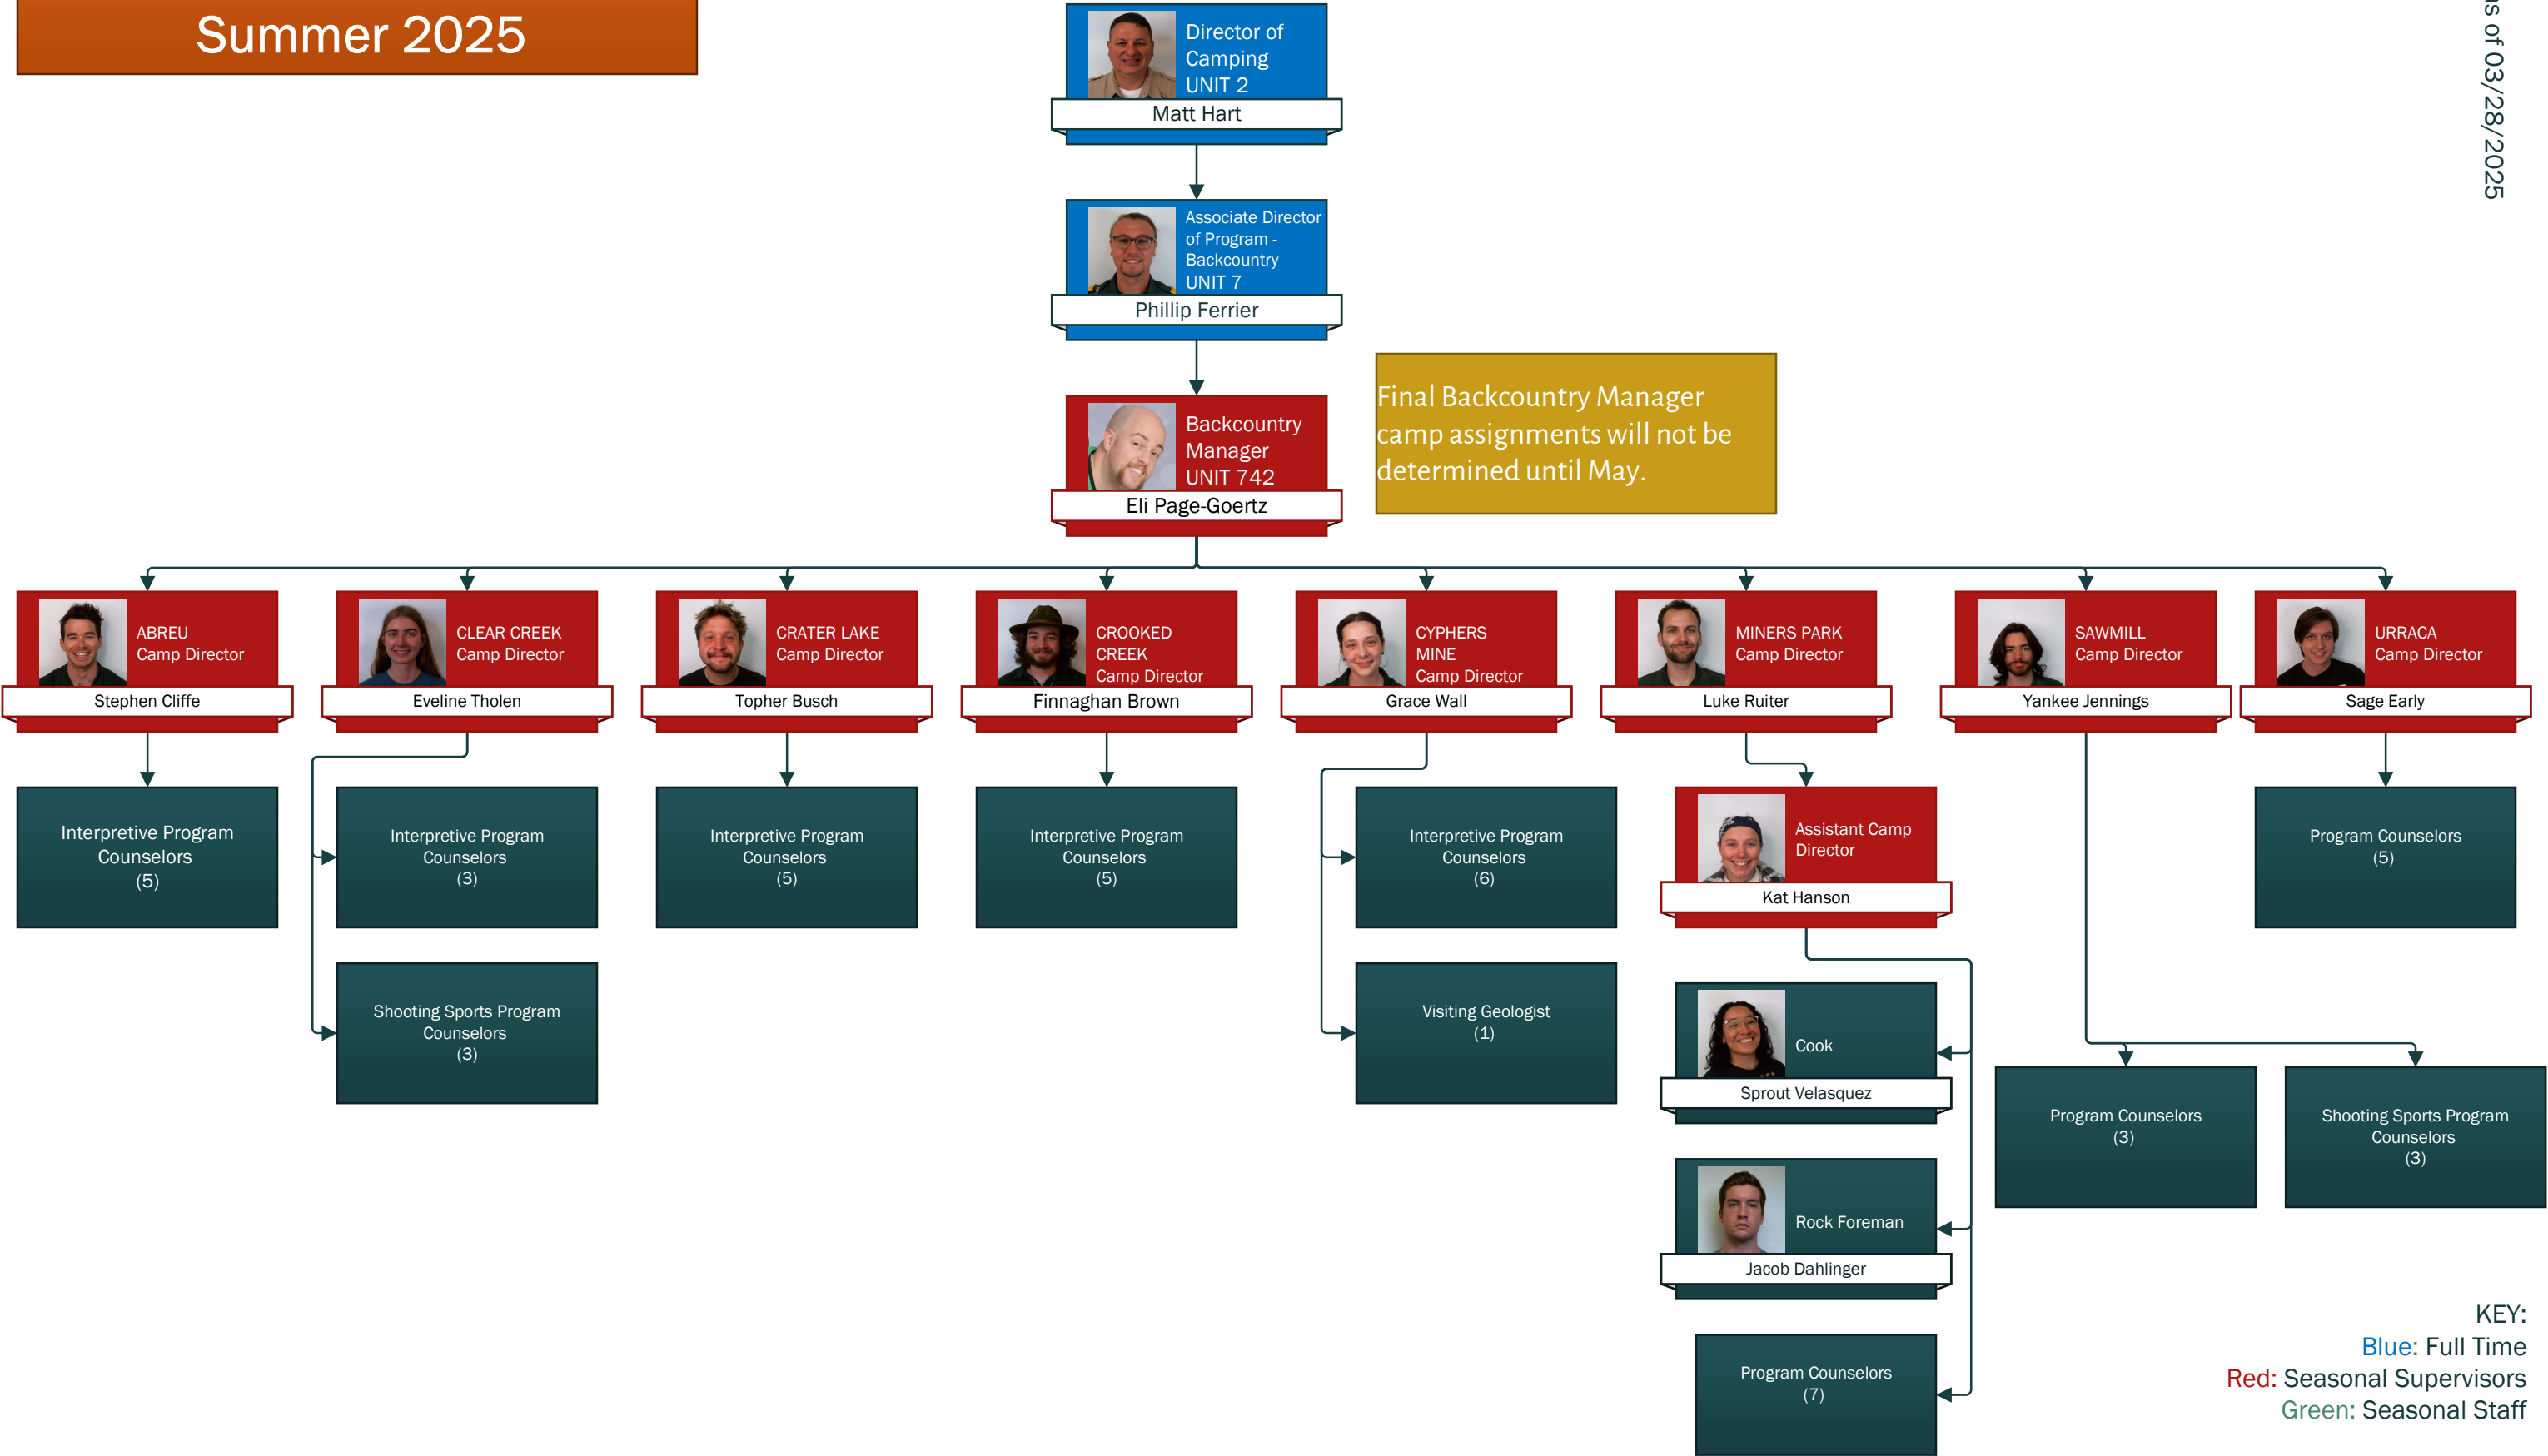 Summer 2025
as of 03/28/2025
Director of
Camping
UNIT 2
Matt Hart
Associate Director
of Program -
Backcountry
UNIT 7
Phillip Ferrier
Backcountry
Manager
UNIT 742
Eli Page-Goertz
Final Backcountry Manager
camp assignments will not be
determined until May.
ABREU
Camp Director
Stephen Cliffe
CLEAR CREEK
Camp Director
Eveline Tholen
CRATER LAKE
Camp Director
Topher Busch
CROOKED
CREEK
Camp Director
Finnaghan Brown
CYPHERS
MINE
Camp Director
Grace Wall
MINERS PARK
Camp Director
Luke Ruiter
SAWMILL
Camp Director
Yankee Jennings
URRACA
Camp Director
Sage Early
Interpretive Program
Counselors
(5)
Interpretive Program
Counselors
(3)
Interpretive Program
Counselors
(5)
Interpretive Program
Counselors
(5)
Interpretive Program
Counselors
(6)
Assistant Camp
Director
Kat Hanson
Program Counselors
(5)
Shooting Sports Program
Counselors
(3)
Visiting Geologist
(1)
Cook
Sprout Velasquez
Program Counselors
(3)
Shooting Sports Program
Counselors
(3)
Rock Foreman
Jacob Dahlinger
Program Counselors
(7)
KEY:
Blue: Full Time
Red: Seasonal Supervisors
Green: Seasonal Staff